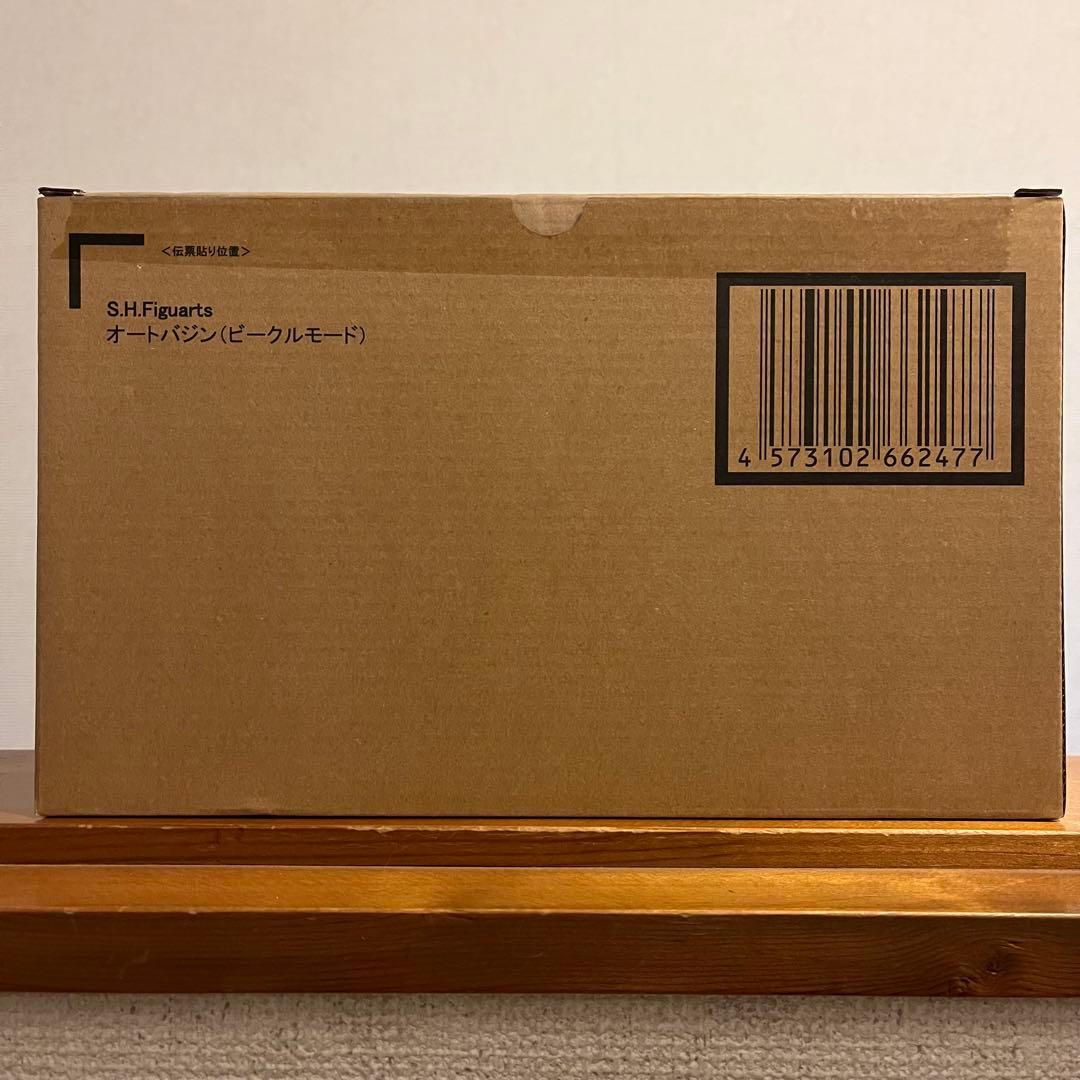 ＜伝票貼り位置＞
S.H.Figuarts
オートバジン（ビークルモード）
4 573102 662477